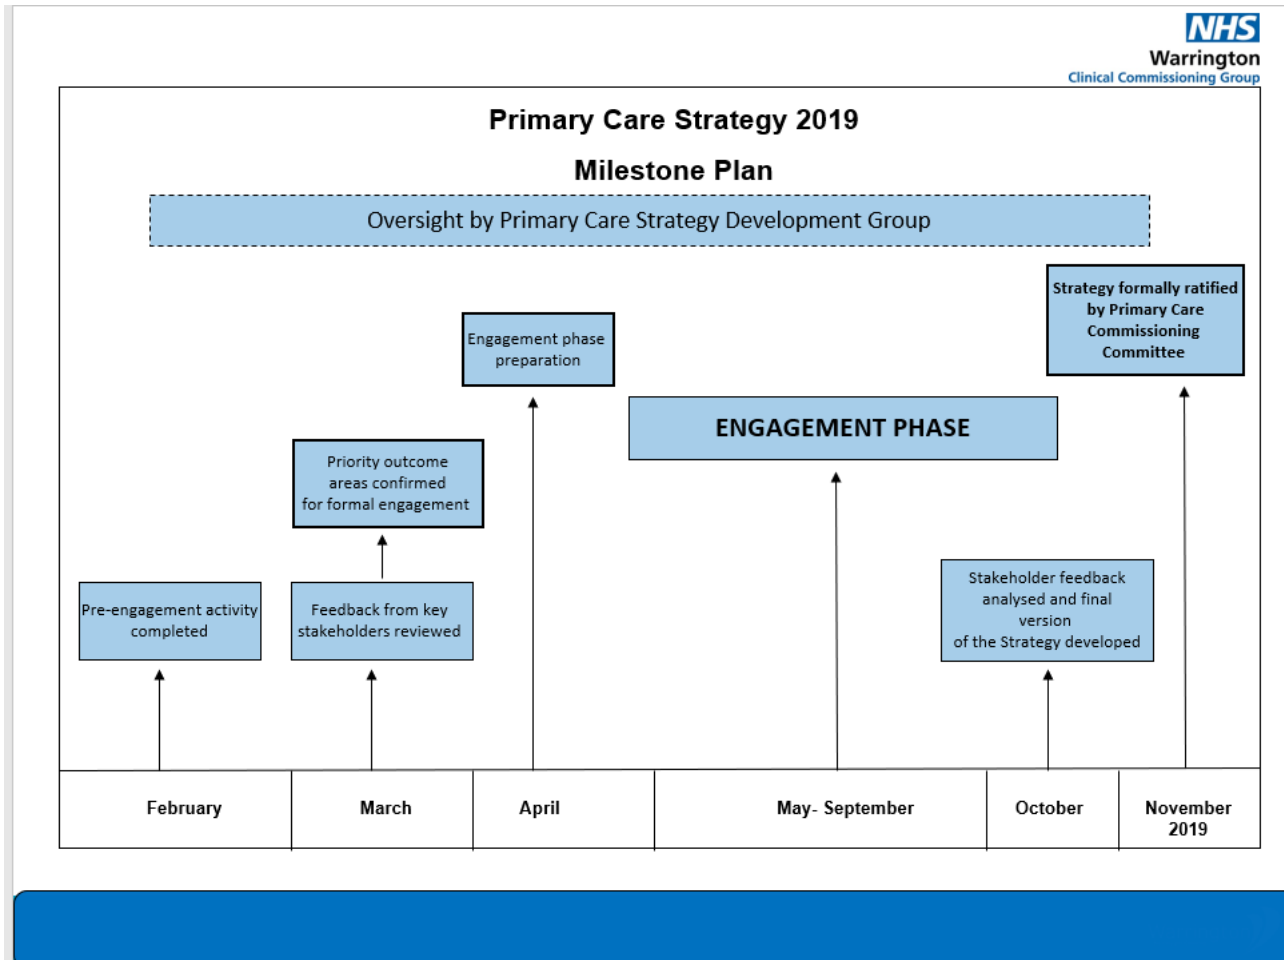 NHS
Warrington
Clinical Commissioning Group
Primary Care Strategy 2019
Milestone Plan
Oversight by Primary Care Strategy Development Group
Strategy formally ratified
by Primary Care
Commissioning
Committee
Engagement phase
preparation
ENGAGEMENT PHASE
Priority outcome
areas confirmed
for formal engagement
Pre-engagement activity
completed
Feedback from key
stakeholders reviewed
Stakeholder feedback
analysed and final
version
of the Strategy developed
February
March
April
May- September
October
November
2019